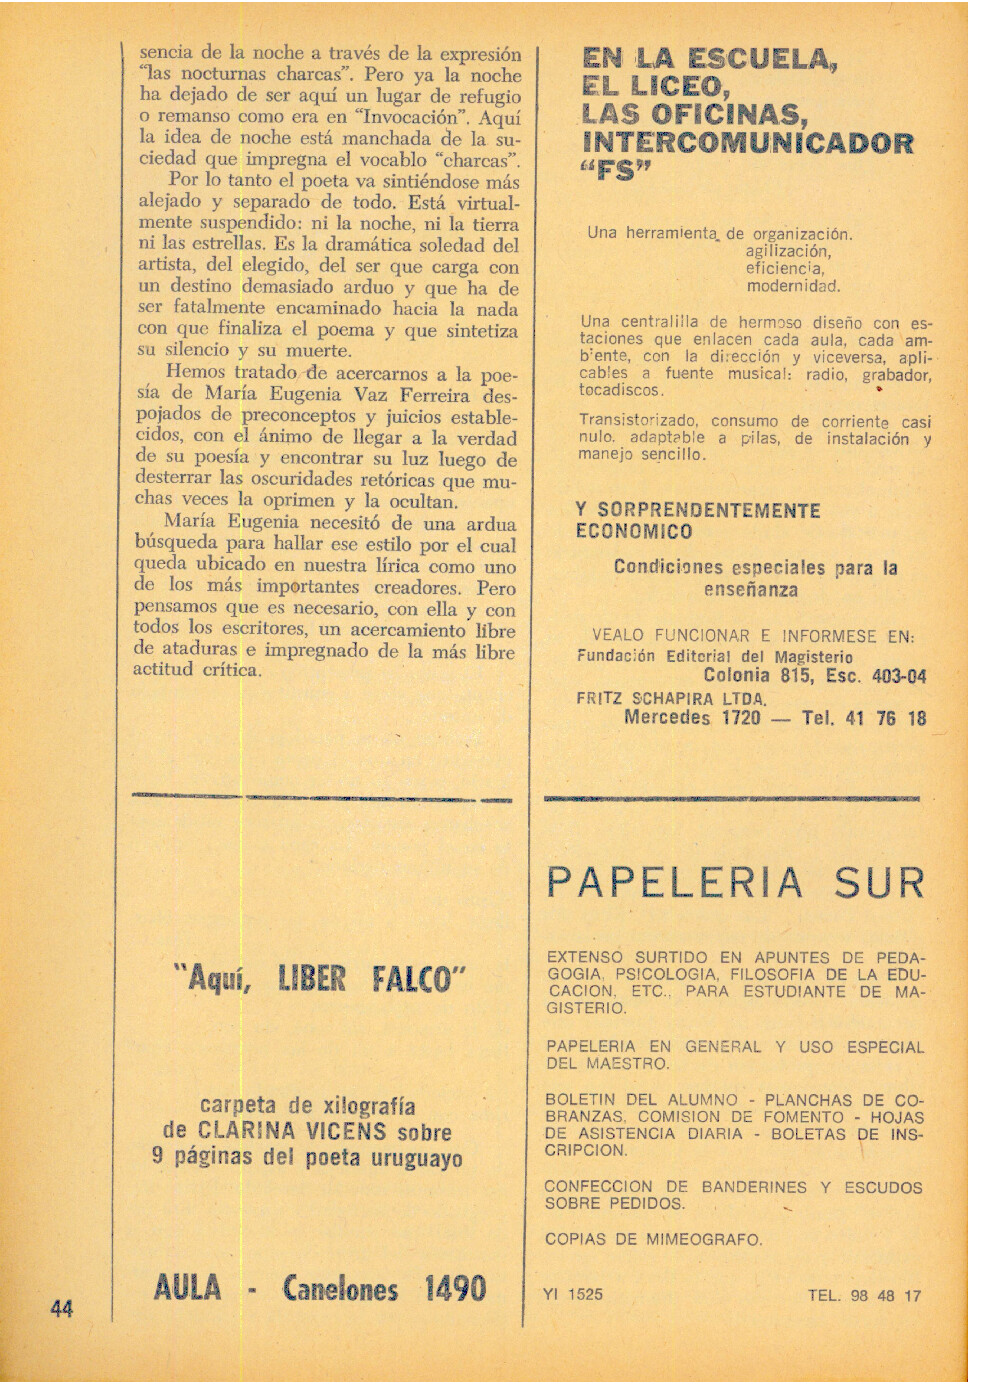 sencia de la noche a través de la expresión
"las nocturnas charcas". Pero ya la noche
ha dejado de ser aquí un lugar de refugio
o remanso como era en "Invocación". Aquí
la idea de noche está manchada de la su-
ciedad que impregna el vocablo "charcas".
Por lo tanto el poeta va sintiéndose más
alejado y separado de todo. Está virtual-
mente suspendido: ni la noche, ni la tierra
ni las estrellas. Es la dramática soledad del
artista, del elegido, del ser que carga con
un destino demasiado arduo y que ha de
ser fatalmente encaminado hacia la nada
con que finaliza el poema y que sintetiza
su silencio y su muerte.
Hemos tratado de acercarnos a la poe-
sía de María Eugenia Vaz Ferreira des-
pojados de preconceptos y juicios estable-
cidos, con el ánimo de llegar a la verdad
de su poesía y encontrar su luz luego de
desterrar las oscuridades retóricas que mu-
chas veces la oprimen y la ocultan.
María Eugenia necesitó de una ardua
búsqueda para hallar ese estilo por el cual
queda ubicado en nuestra lírica como uno
de los más importantes creadores. Pero
pensamos que es necesario, con ella y con
todos los escritores, un acercamiento libre
de ataduras e impregnado de la más libre
actitud crítica.
"Aquí, LIBER FALCO"
carpeta de xilografía
de CLARINA VICENS sobre
9 páginas del poeta uruguayo
AULA - Canelones 1490
44
EN LA ESCUELA,
EL LICEO,
LAS OFICINAS,
INTERCOMUNICADOR
"FS"
Una herramienta de organización.
agilización,
eficiencia,
modernidad.
Una centralilla de hermoso diseño con es-
taciones que enlacen cada aula, cada am-
biente, con la dirección y viceversa, apli-
cables a fuente musical: radio, grabador,
tocadiscos.
Transistorizado, consumo de corriente casi
nulo. adaptable a pilas, de instalación y
manejo sencillo.
Y SORPRENDENTEMENTE
ECONOMICO
Condiciones especiales para la
enseñanza
VEALO FUNCIONAR E INFORMESE EN:
Fundación Editorial del Magisterio
Colonia 815, Esc. 403-04
FRITZ SCHAPIRA LTDA.
Mercedes 1720 — Tel. 41 76 18
PAPELERIA SUR
EXTENSO SURTIDO EN APUNTES DE PEDA-
GOGIA, PSICOLOGIA, FILOSOFIA DE LA EDU-
CACION, ETC.. PARA ESTUDIANTE DE MA-
GISTERIO.
PAPELERIA EN GENERAL Y USO ESPECIAL
DEL MAESTRO.
BOLETIN DEL ALUMNO - PLANCHAS DE CO-
BRANZAS, COMISION DE FOMENTO - HOJAS
DE ASISTENCIA DIARIA - BOLETAS DE INS-
CRIPCION.
CONFECCION DE BANDERINES Y ESCUDOS
SOBRE PEDIDOS.
COPIAS DE MIMEOGRAFO.
YI 1525 TEL. 98 48 17